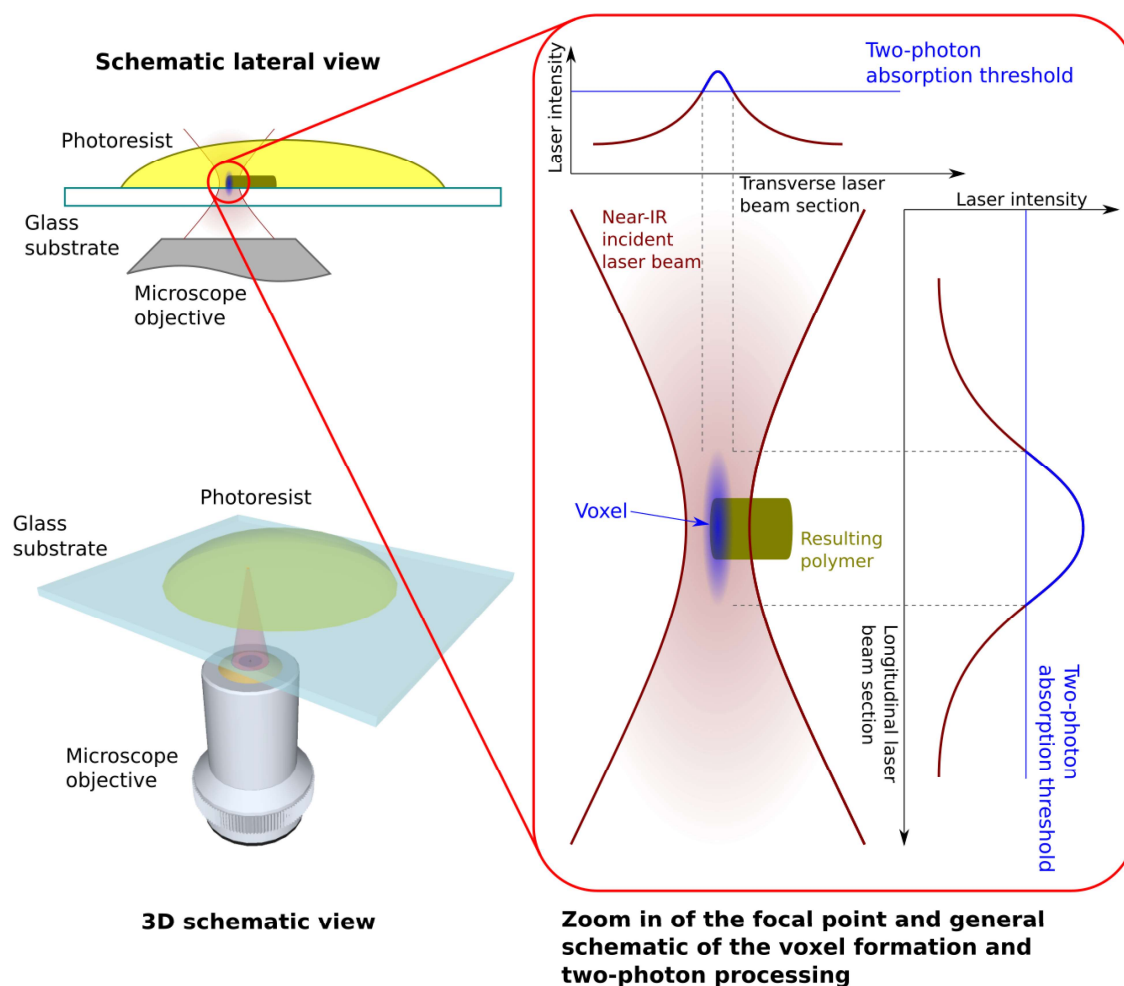 Schematic lateral view
Photoresist
Glass
substrate
Microscope
objective
Photoresist
Glass
substrate
Microscope
objective
3D schematic view
Laser intensity
Two-photon
absorption threshold
Transverse laser
beam section
Near-IR
incident
laser beam
Laser intensity
Voxel
Resulting
polymer
Longitudinal laser
beam section
Two-photon
absorption threshold
Zoom in of the focal point and general
schematic of the voxel formation and
two-photon processing